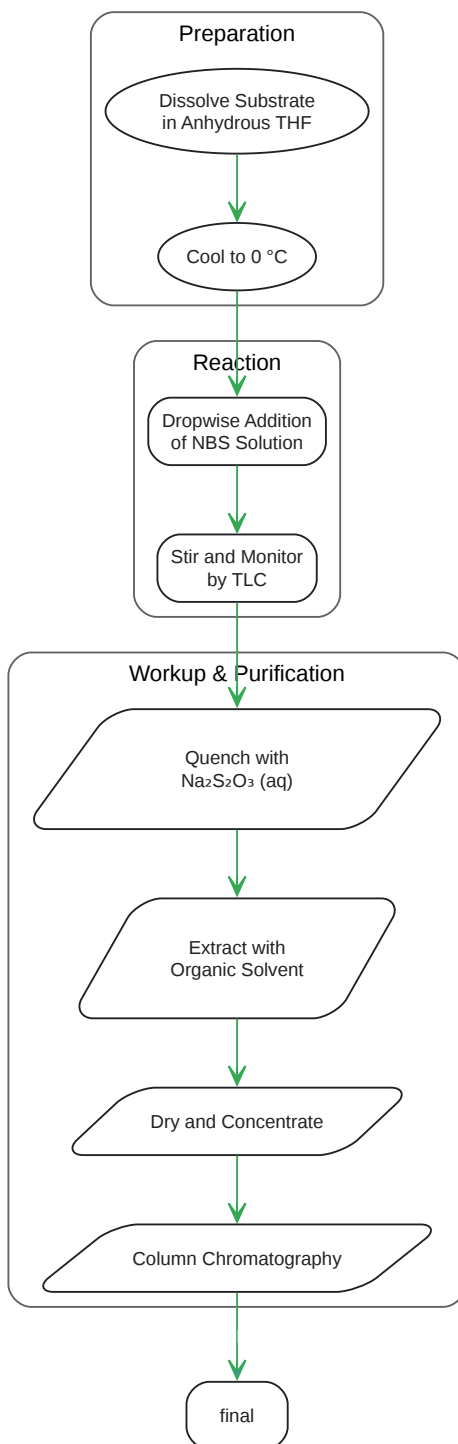 Preparation
Dissolve Substrate
in Anhydrous THF
Cool to 0 °C
Reaction
Dropwise Addition
of NBS Solution
Stir and Monitor
by TLC
Workup & Purification
Quench with
Na₂S₂O₃ (aq)
Extract with
Organic Solvent
Dry and Concentrate
Column Chromatography
final